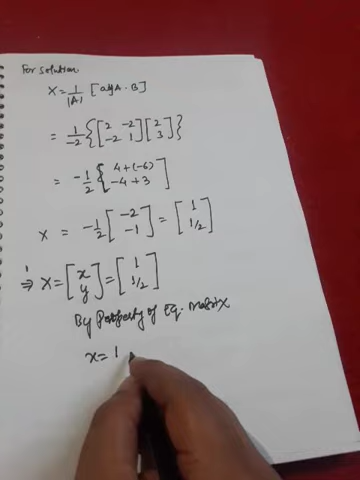 For solution
X = 1/|A| [adjA · B]
= 1/-2 {[2 -2 -2 1] [2 3]}
= -1/2 {4+(-6) -4+3]
X = -1/2 [-2 -1] = [1 1/2]
⇒ X = [x y] = [1 1/2]
By Property of Eq. Matrix
x = 1